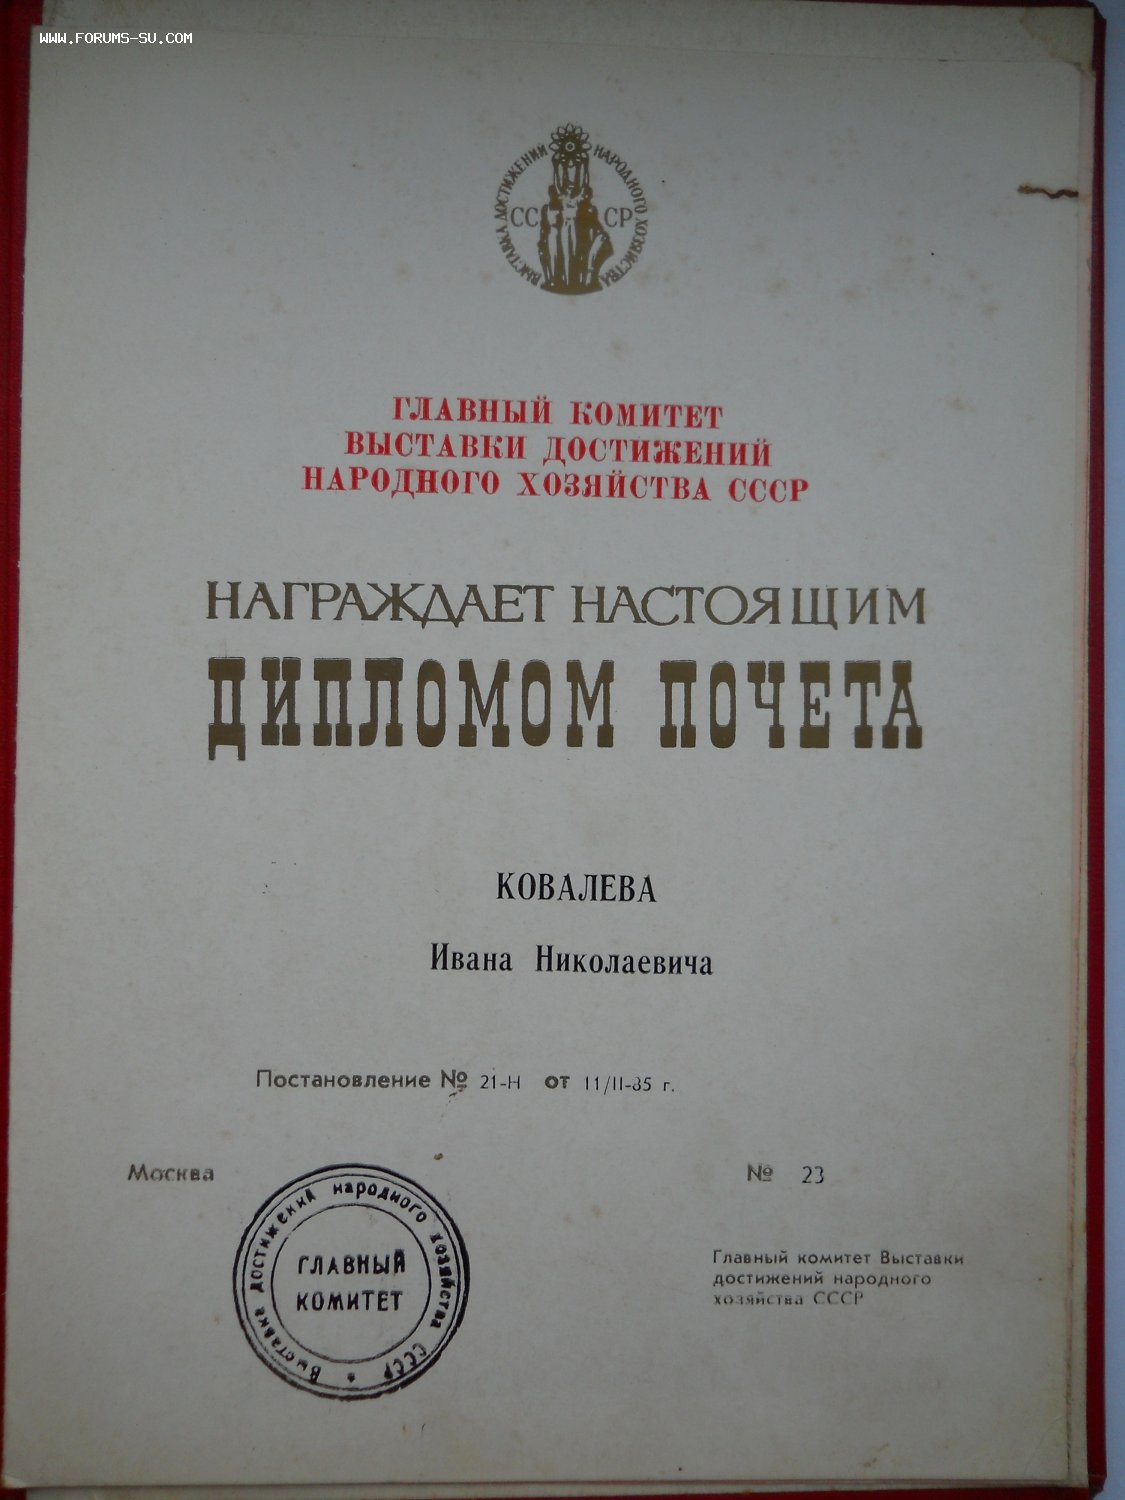 WWW.FORUMS-SU.COM
ВЫСТАВКА ДОСТИЖЕНИЙ НАРОДНОГО ХОЗЯЙСТВА
СССР
ГЛАВНЫЙ КОМИТЕТ
ВЫСТАВКИ ДОСТИЖЕНИЙ
НАРОДНОГО ХОЗЯЙСТВА СССР
НАГРАЖДАЕТ НАСТОЯЩИМ
ДИПЛОМОМ ПОЧЕТА
КОВАЛЕВА
Ивана Николаевича
Постановление № 21-Н от 11/II-85 г.
Москва
№ 23
Выставка достижений народного хозяйства СССР *
ГЛАВНЫЙ
КОМИТЕТ
Главный комитет Выставки
достижений народного
хозяйства СССР